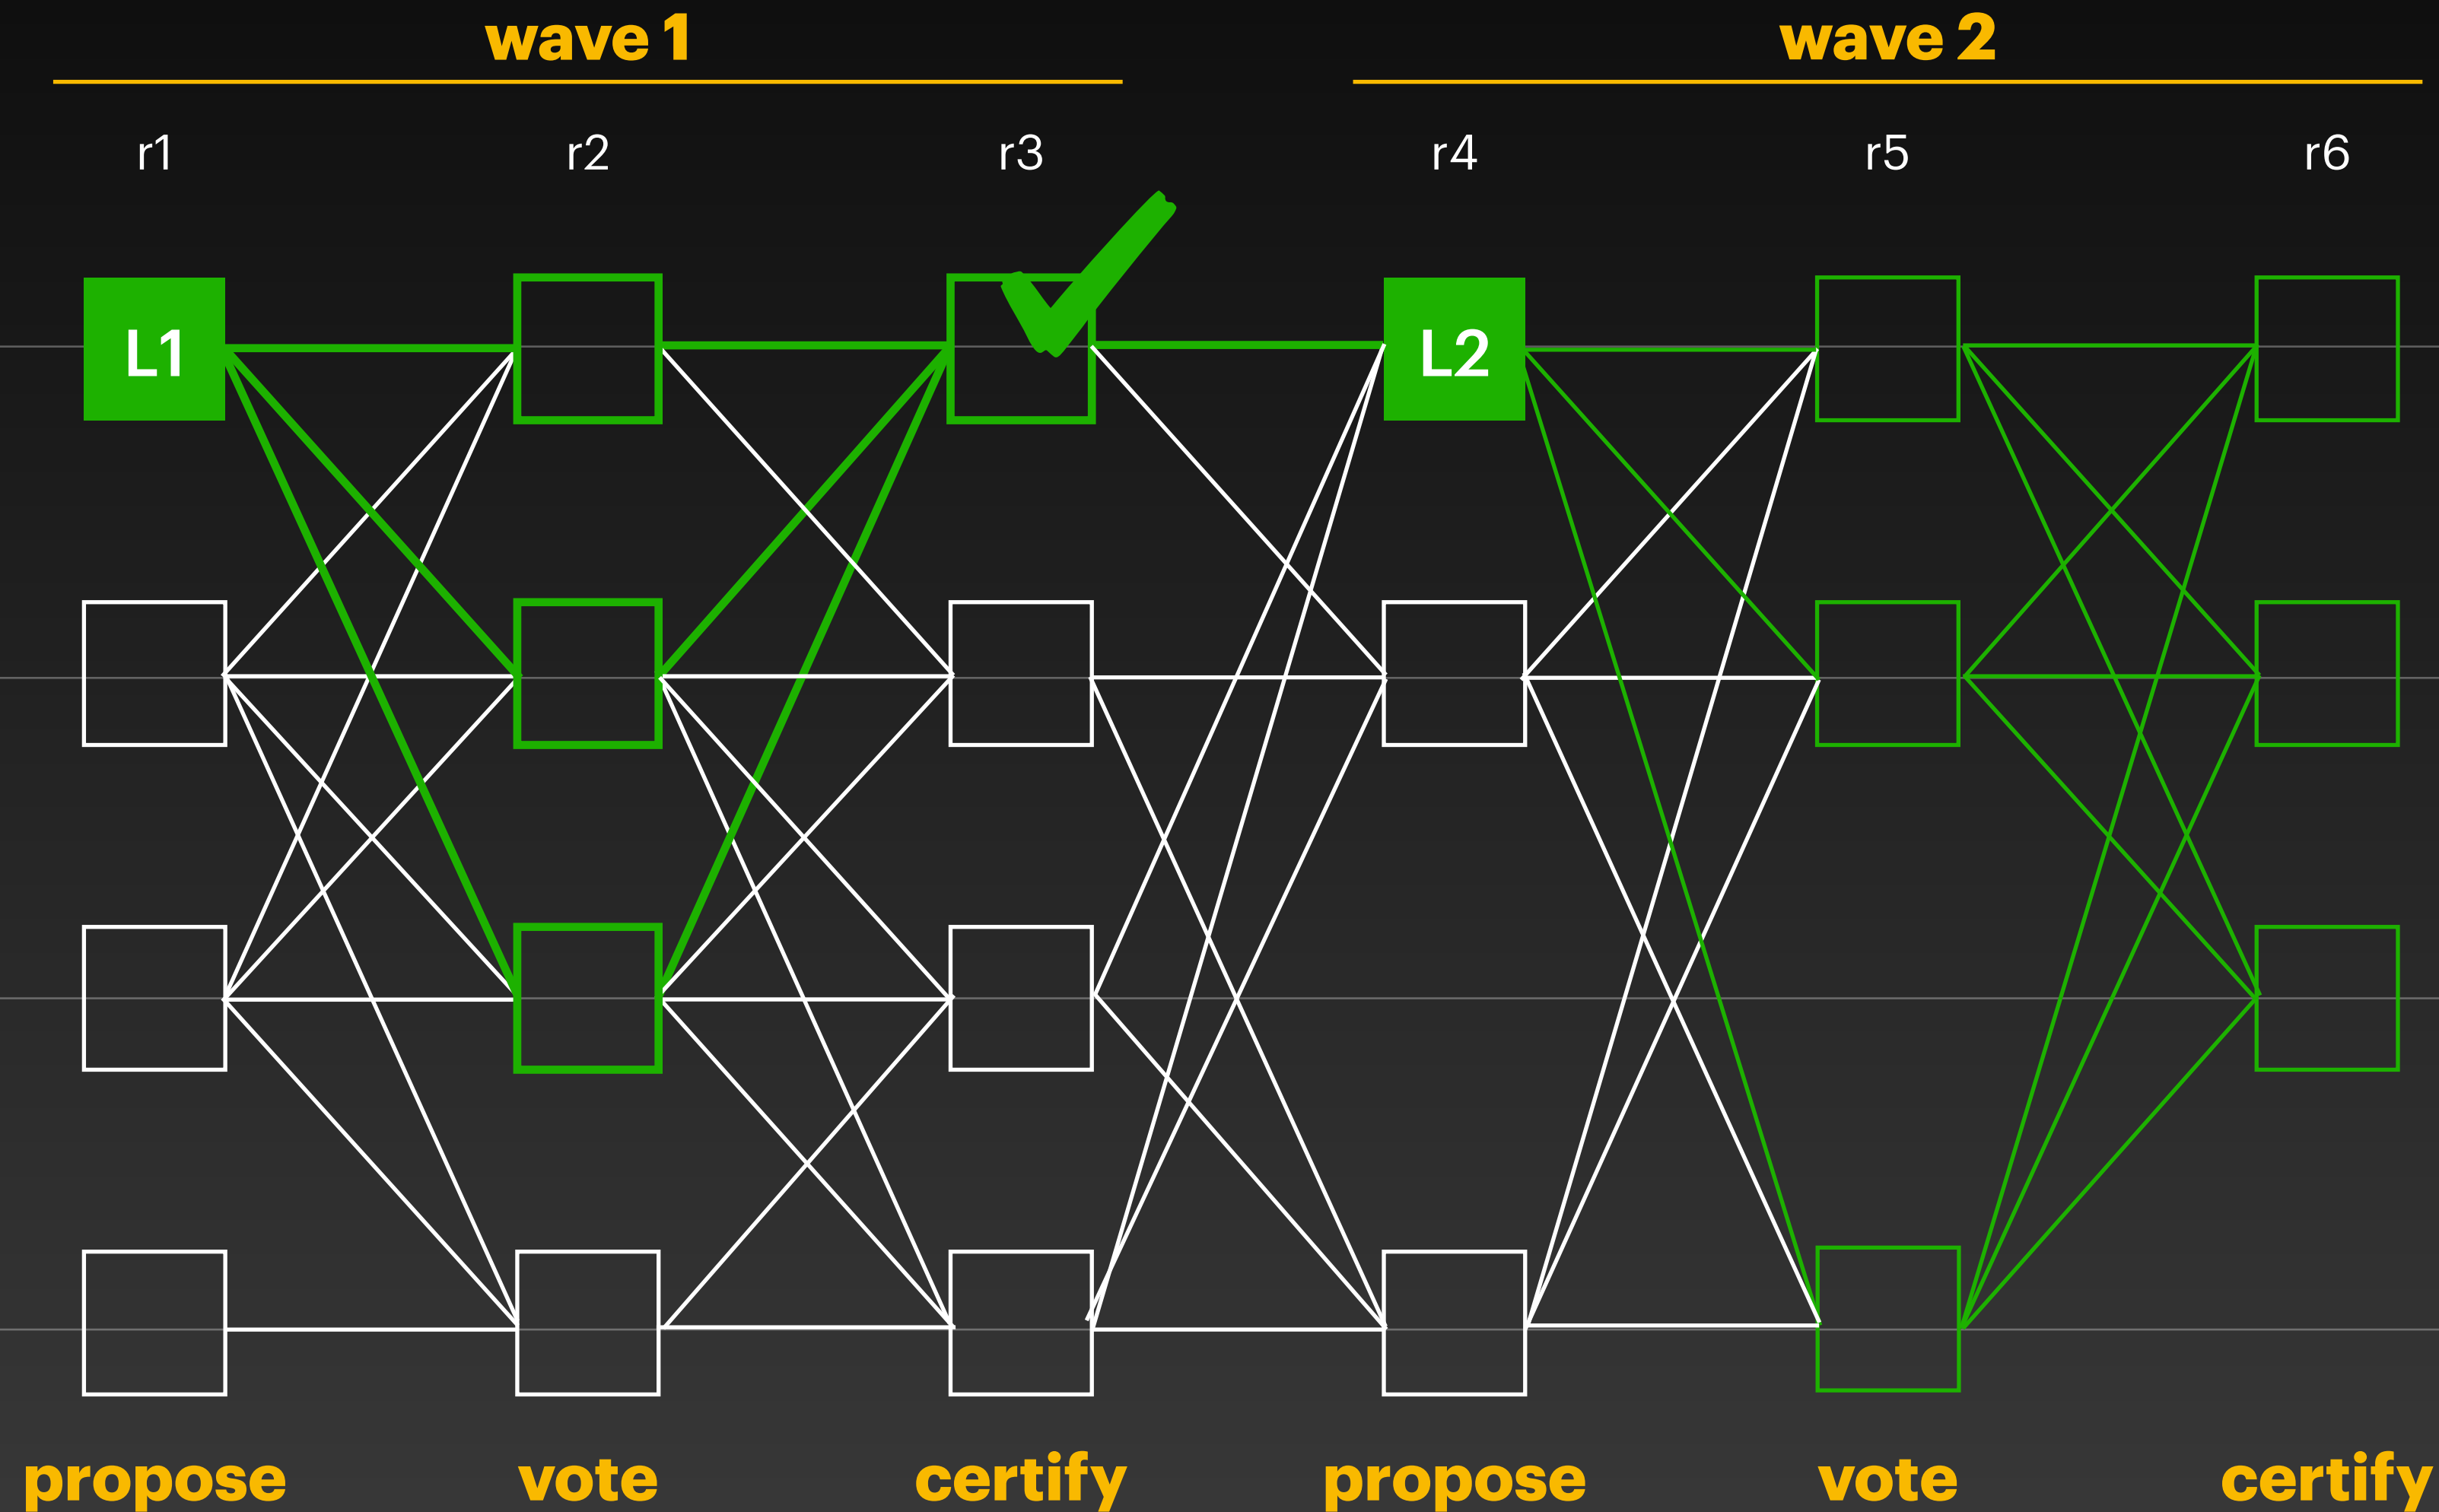 wave 1
wave 2
r1
r2
r3
r4
r5
r6
L1
L2
propose
vote
certify
propose
vote
certify